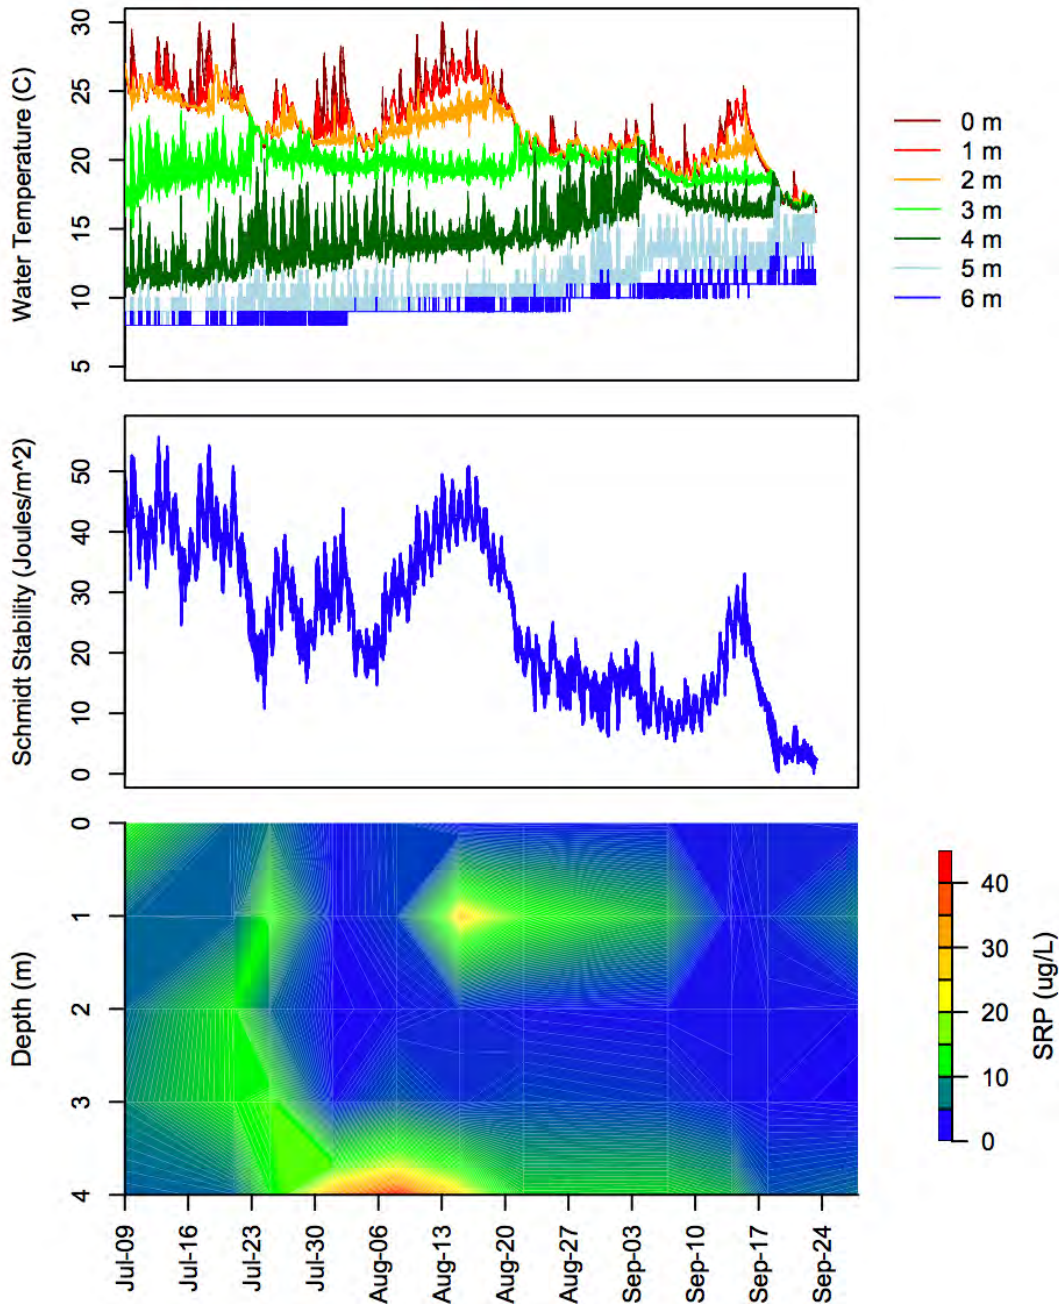 Water Temperature (C)
30
25
20
15
10
5
0 m
1 m
2 m
3 m
4 m
5 m
6 m
Schmidt Stability (Joules/m^2)
50
40
30
20
10
0
Depth (m)
0
1
2
3
4
Jul-09
Jul-16
Jul-23
Jul-30
Aug-06
Aug-13
Aug-20
Aug-27
Sep-03
Sep-10
Sep-17
Sep-24
40
30
20
10
0
SRP (ug/L)